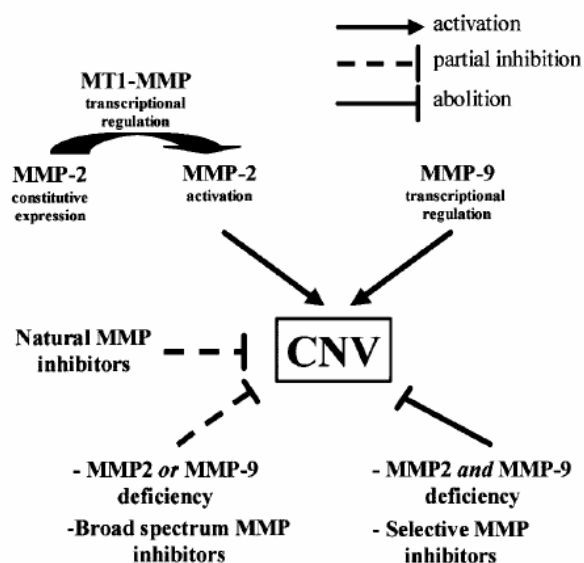 activation
partial inhibition
abolition
MT1-MMP
transcriptional
regulation
MMP-2
constitutive
expression
MMP-2
activation
MMP-9
transcriptional
regulation
Natural MMP
inhibitors
CNV
- MMP2 or MMP-9
deficiency
-Broad spectrum MMP
inhibitors
- MMP2 and MMP-9
deficiency
- Selective MMP
inhibitors